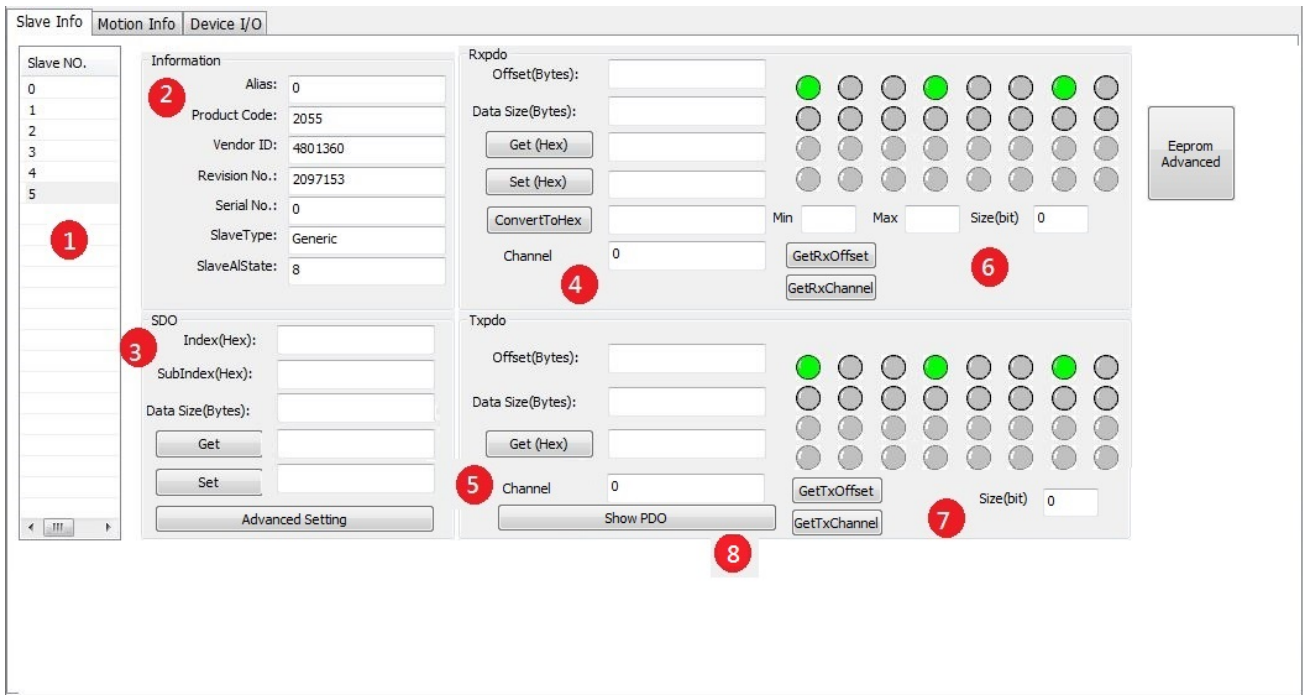 Slave Info Motion Info Device I/O
Slave NO.
0
1
2
3
4
5
1
Information
2
Alias: 0
Product Code: 2055
Vendor ID: 4801360
Revision No.: 2097153
Serial No.: 0
SlaveType: Generic
SlaveAlState: 8
SDO
3
Index(Hex):
SubIndex(Hex):
Data Size(Bytes):
Get
Set
Advanced Setting
Rxpdo
Offset(Bytes):
Data Size(Bytes):
Get (Hex)
Set (Hex)
ConvertToHex
Min Max Size(bit) 0
Channel 0
GetRxOffset
GetRxChannel
4
6
Txpdo
Offset(Bytes):
Data Size(Bytes):
Get (Hex)
5
Channel 0
GetTxOffset
Size(bit) 0
Show PDO
GetTxChannel
7
8
Eeprom
Advanced